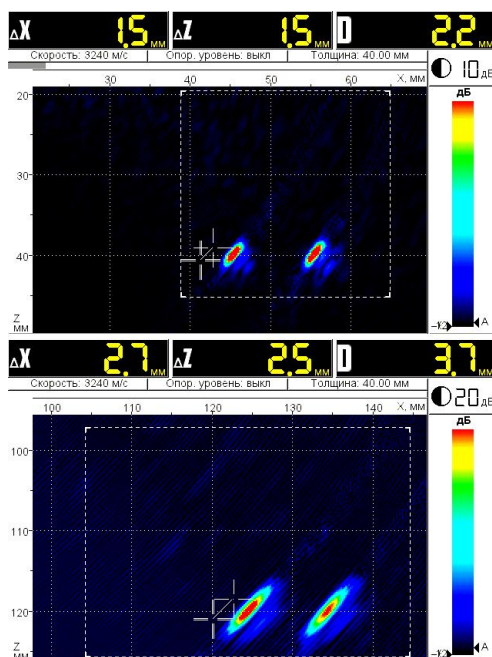 ΔX 1.5 мм ΔZ 1.5 мм D 2.2 мм
Скорость: 3240 м/с Опор. уровень: выкл Толщина: 40.00 мм
10 дБ
30 40 50 X, мм
дБ
20
30
40
Z
мм
-12 А
ΔX 2.7 мм ΔZ 2.5 мм D 3.7 мм
Скорость: 3240 м/с Опор. уровень: выкл Толщина: 40.00 мм
20 дБ
100 110 120 130 X, мм
дБ
100
110
120
Z
мм
-12 А